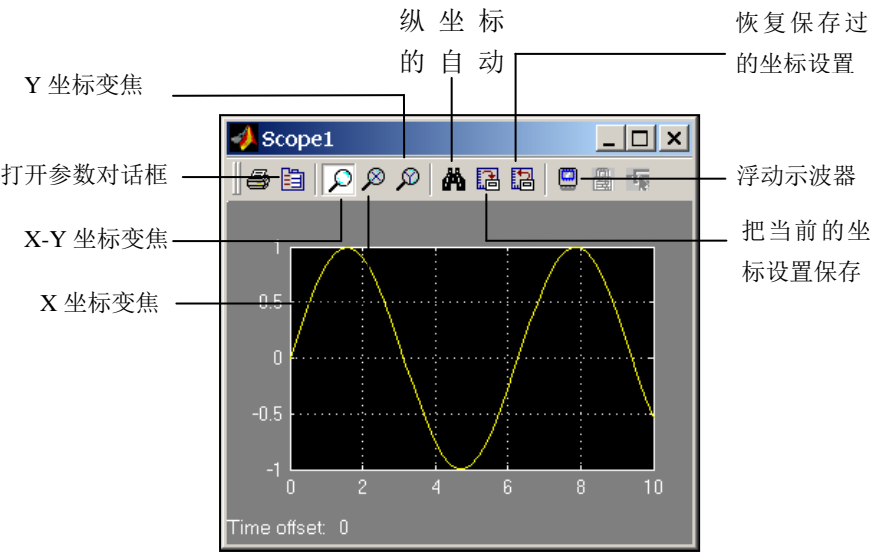 纵 坐 标
的 自 动
恢复保存过
的坐标设置
Y 坐标变焦
Scope1
打开参数对话框
浮动示波器
X-Y 坐标变焦
把当前的坐
标设置保存
X 坐标变焦
1
0.5
0
-0.5
-1
0 2 4 6 8 10
Time offset: 0